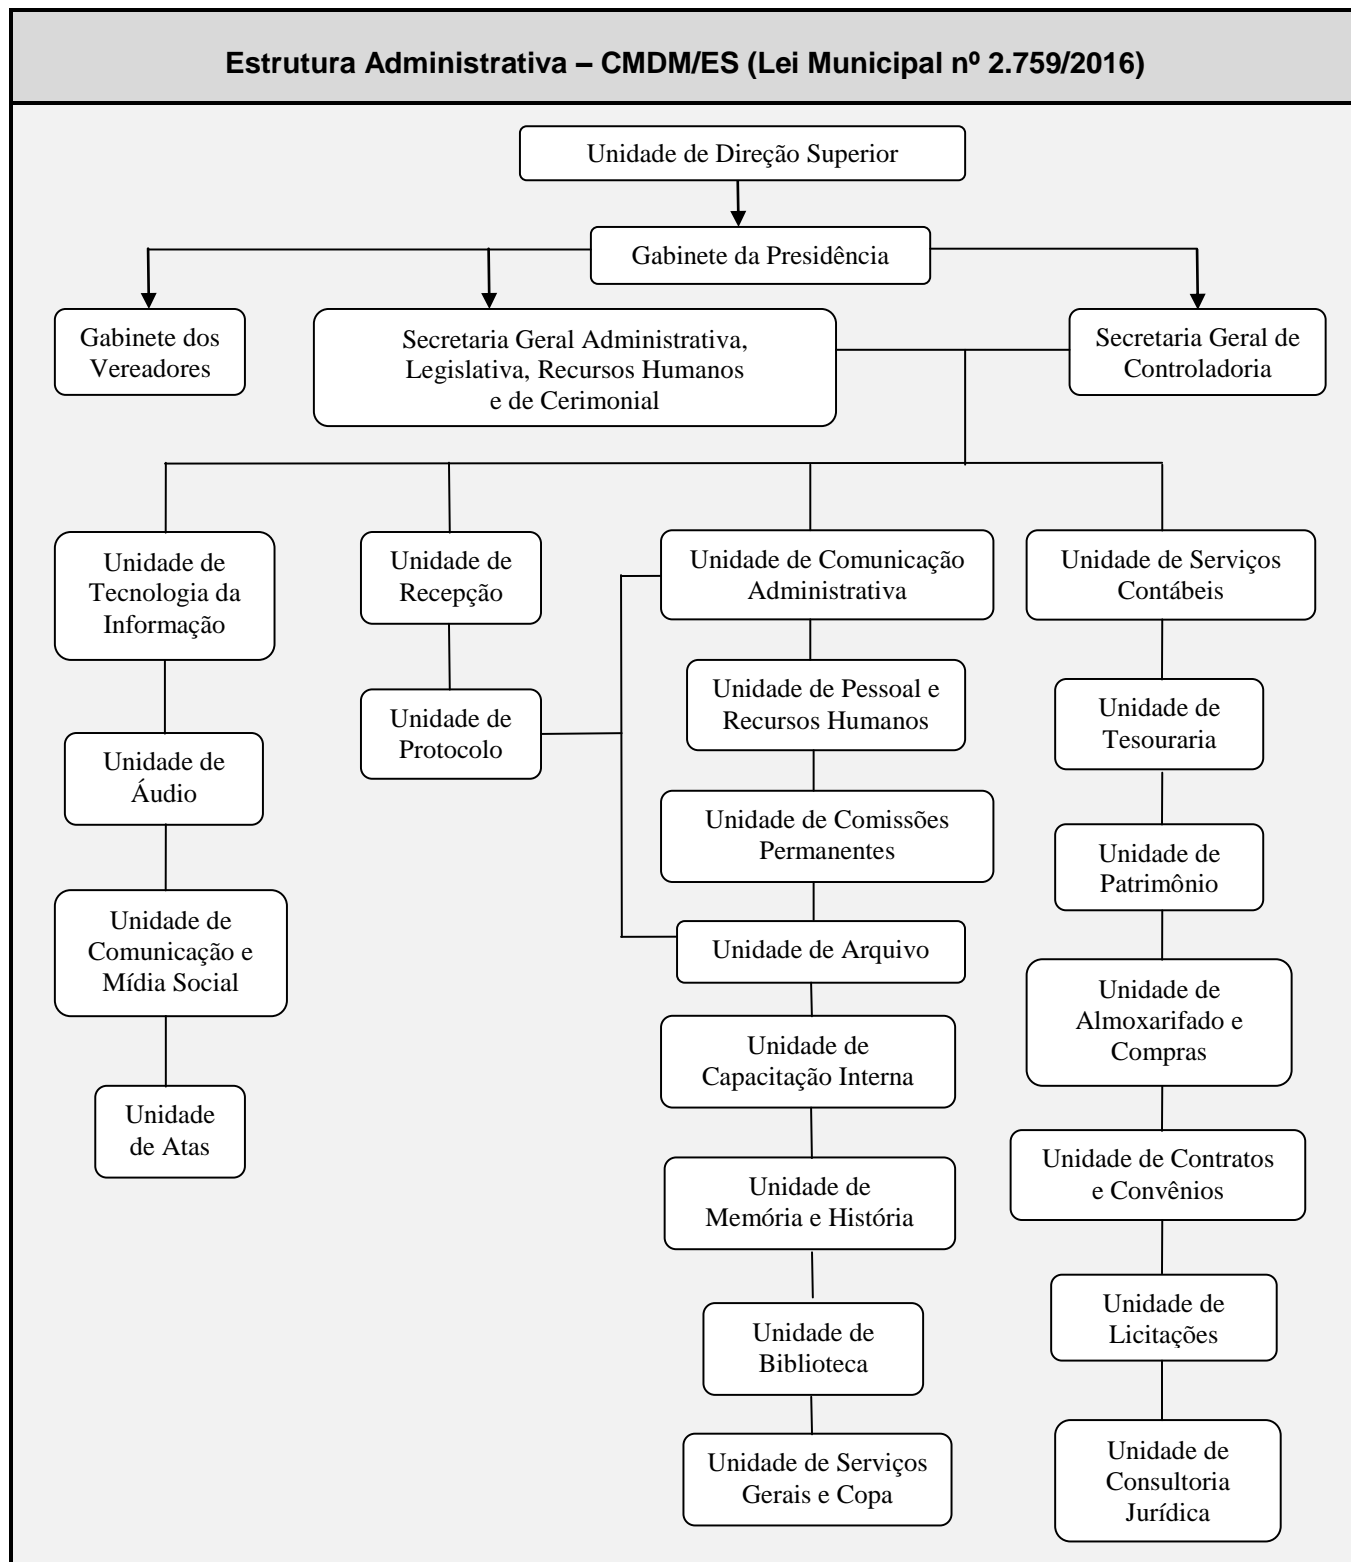 Estrutura Administrativa – CMDM/ES (Lei Municipal nº 2.759/2016)
Unidade de Direção Superior
Gabinete da Presidência
Gabinete dos
Vereadores
Secretaria Geral Administrativa,
Legislativa, Recursos Humanos
e de Cerimonial
Secretaria Geral de
Controladoria
Unidade de
Tecnologia da
Informação
Unidade de
Áudio
Unidade de
Comunicação e
Mídia Social
Unidade
de Atas
Unidade de
Recepção
Unidade de
Protocolo
Unidade de Comunicação
Administrativa
Unidade de Pessoal e
Recursos Humanos
Unidade de Comissões
Permanentes
Unidade de Arquivo
Unidade de
Capacitação Interna
Unidade de
Memória e História
Unidade de
Biblioteca
Unidade de Serviços
Gerais e Copa
Unidade de Serviços
Contábeis
Unidade de
Tesouraria
Unidade de
Patrimônio
Unidade de
Almoxarifado e
Compras
Unidade de Contratos
e Convênios
Unidade de
Licitações
Unidade de
Consultoria
Jurídica